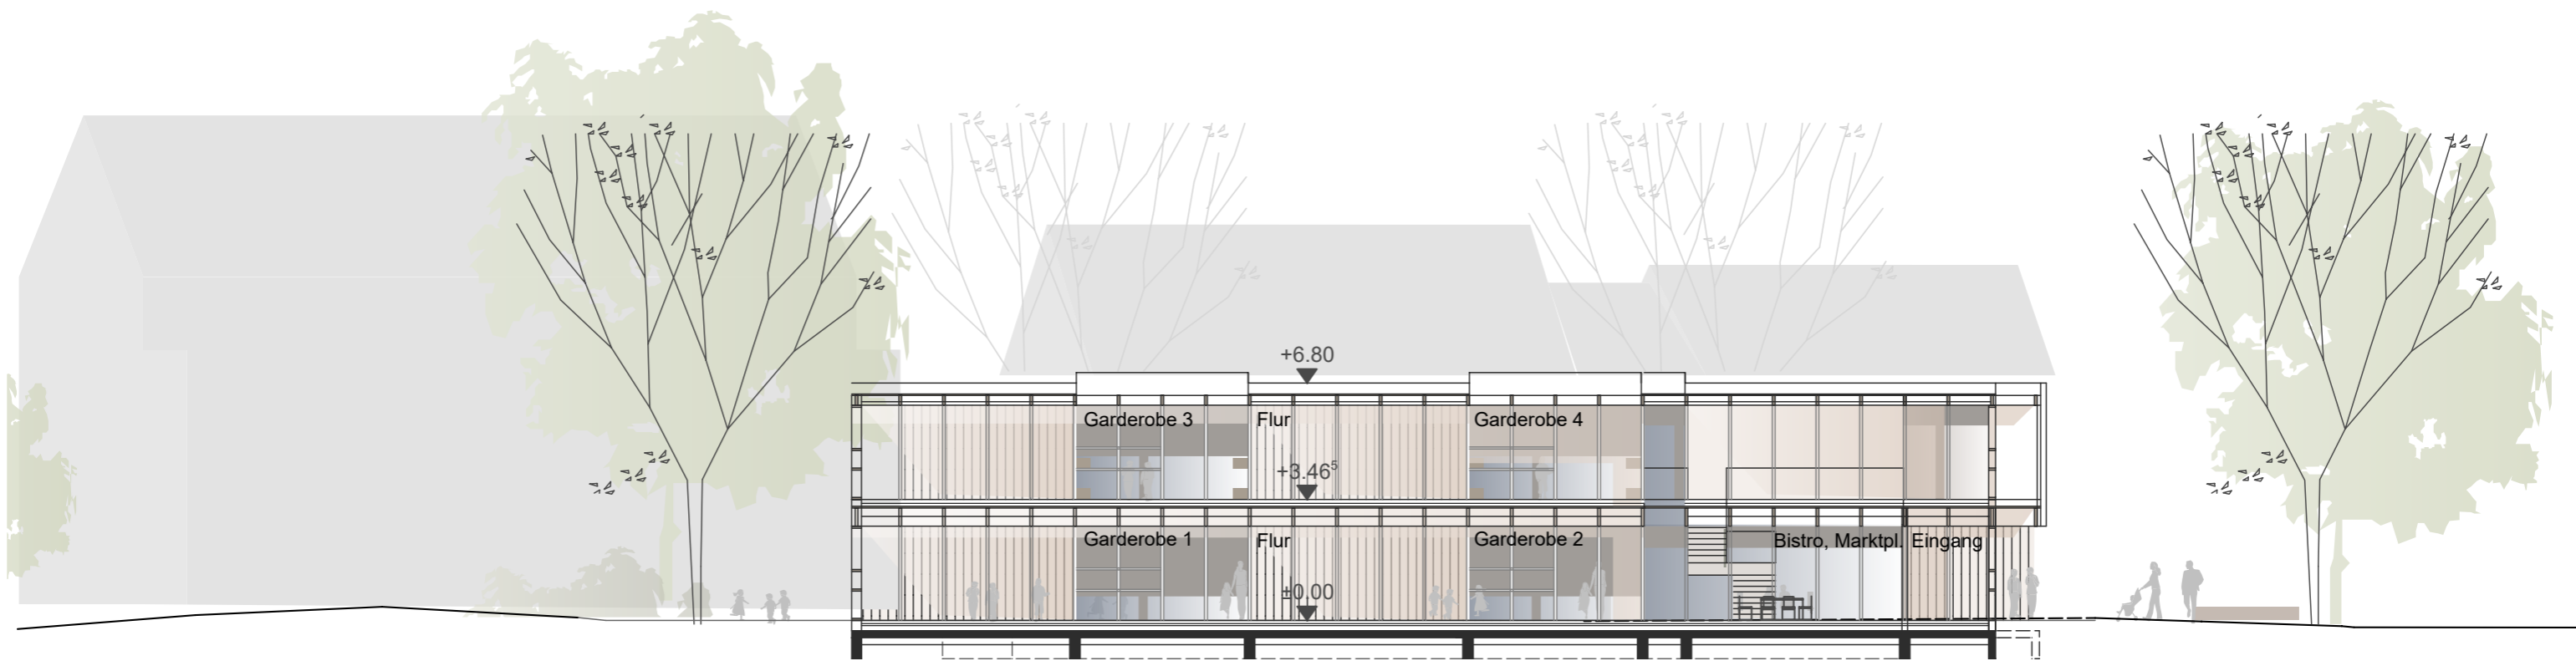 +6.80
Garderobe 3
Flur
Garderobe 4
+3.46⁵
Garderobe 1
Flur
Garderobe 2
Bistro, Marktpl.
Eingang
±0,00